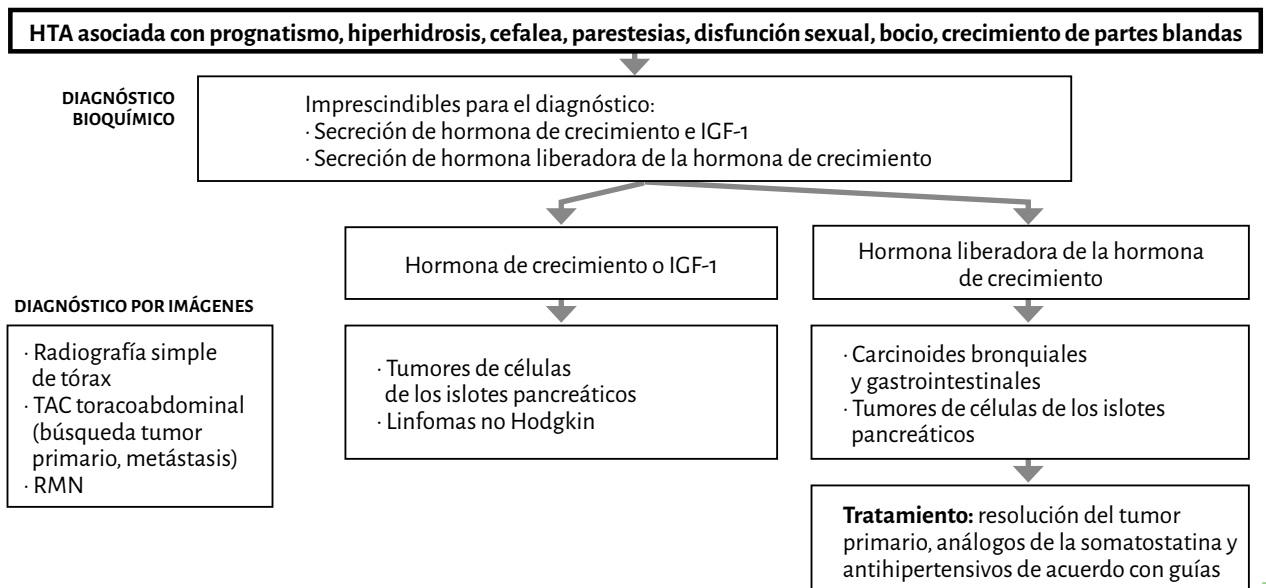 HTA asociada con prognatismo, hiperhidrosis, cefalea, parestesias, disfunción sexual, bocio, crecimiento de partes blandas
DIAGNÓSTICO
BIOQUÍMICO
Imprescindibles para el diagnóstico:
· Secreción de hormona de crecimiento e IGF-1
· Secreción de hormona liberadora de la hormona de crecimiento
Hormona de crecimiento o IGF-1
Hormona liberadora de la hormona
de crecimiento
DIAGNÓSTICO POR IMÁGENES
· Radiografía simple
de tórax
· TAC toracoabdominal
(búsqueda tumor
primario, metástasis)
· RMN
· Tumores de células
de los islotes pancreáticos
· Linfomas no Hodgkin
· Carcinoides bronquiales
y gastrointestinales
· Tumores de células de los islotes
pancreáticos
Tratamiento: resolución del tumor
primario, análogos de la somatostatina y
antihipertensivos de acuerdo con guías